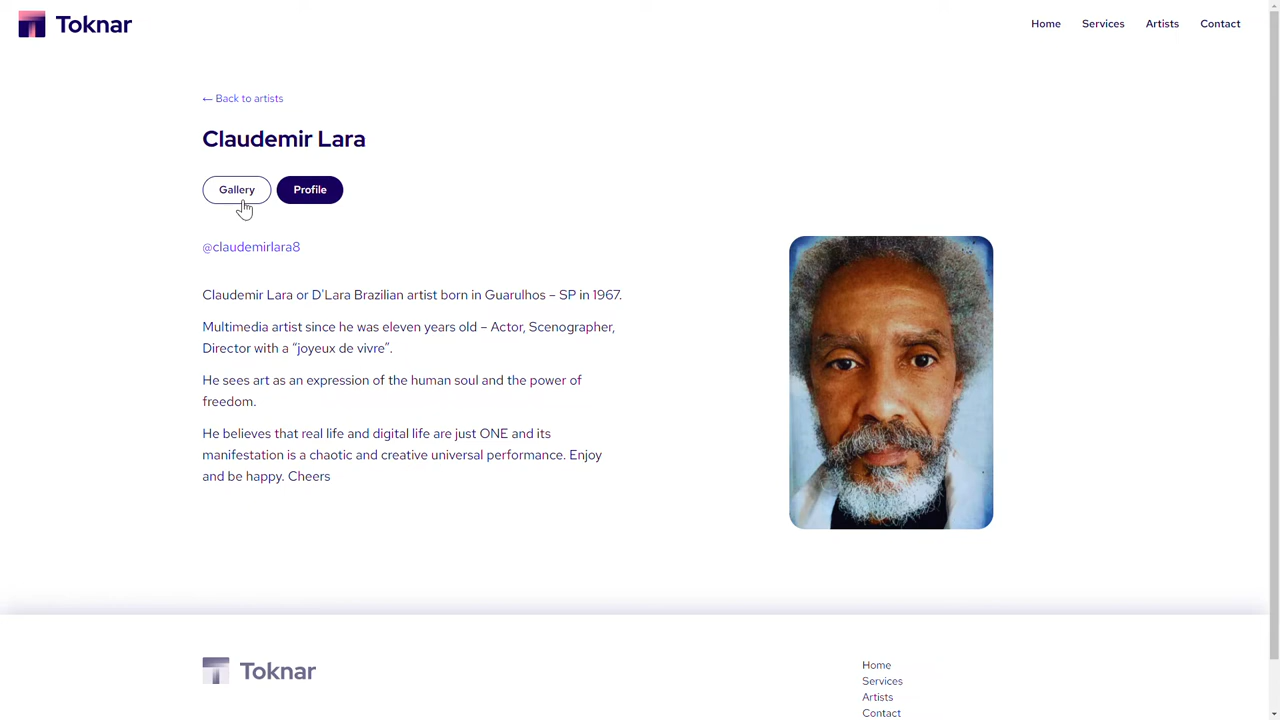 Toknar
Home Services Artists Contact
← Back to artists
Claudemir Lara
Gallery Profile
@claudemirlara8
Claudemir Lara or D'Lara Brazilian artist born in Guarulhos – SP in 1967.
Multimedia artist since he was eleven years old – Actor, Scenographer,
Director with a “joyeux de vivre”.
He sees art as an expression of the human soul and the power of
freedom.
He believes that real life and digital life are just ONE and its
manifestation is a chaotic and creative universal performance. Enjoy
and be happy. Cheers
Toknar
Home
Services
Artists
Contact